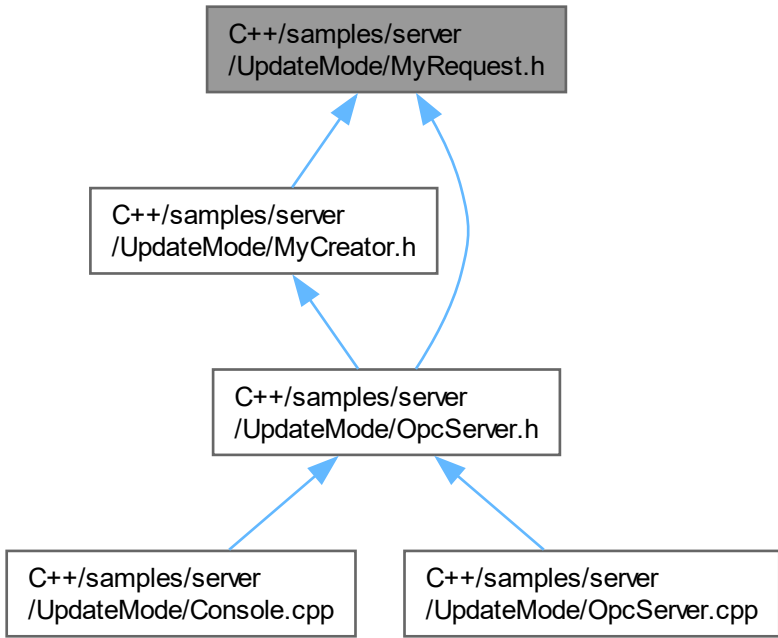 C++/samples/server
/UpdateMode/MyRequest.h
C++/samples/server
/UpdateMode/MyCreator.h
C++/samples/server
/UpdateMode/OpcServer.h
C++/samples/server
/UpdateMode/Console.cpp
C++/samples/server
/UpdateMode/OpcServer.cpp